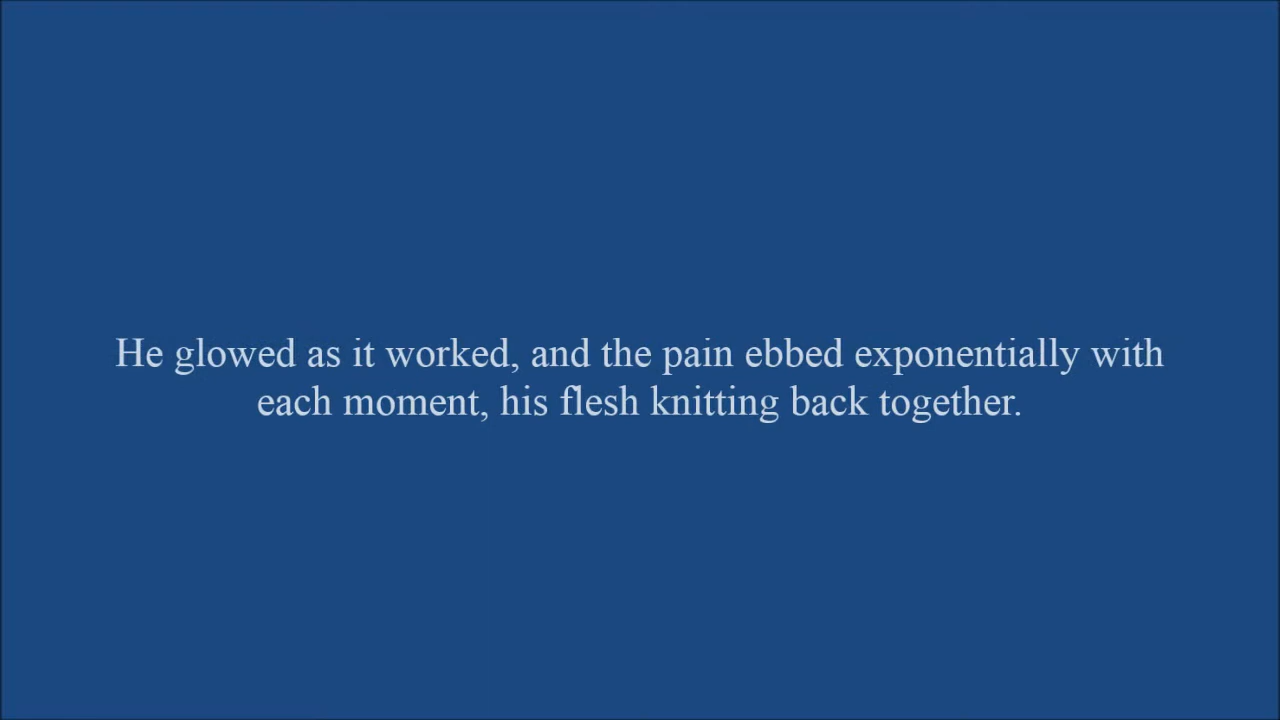 He glowed as it worked, and the pain ebbed exponentially with
each moment, his flesh knitting back together.